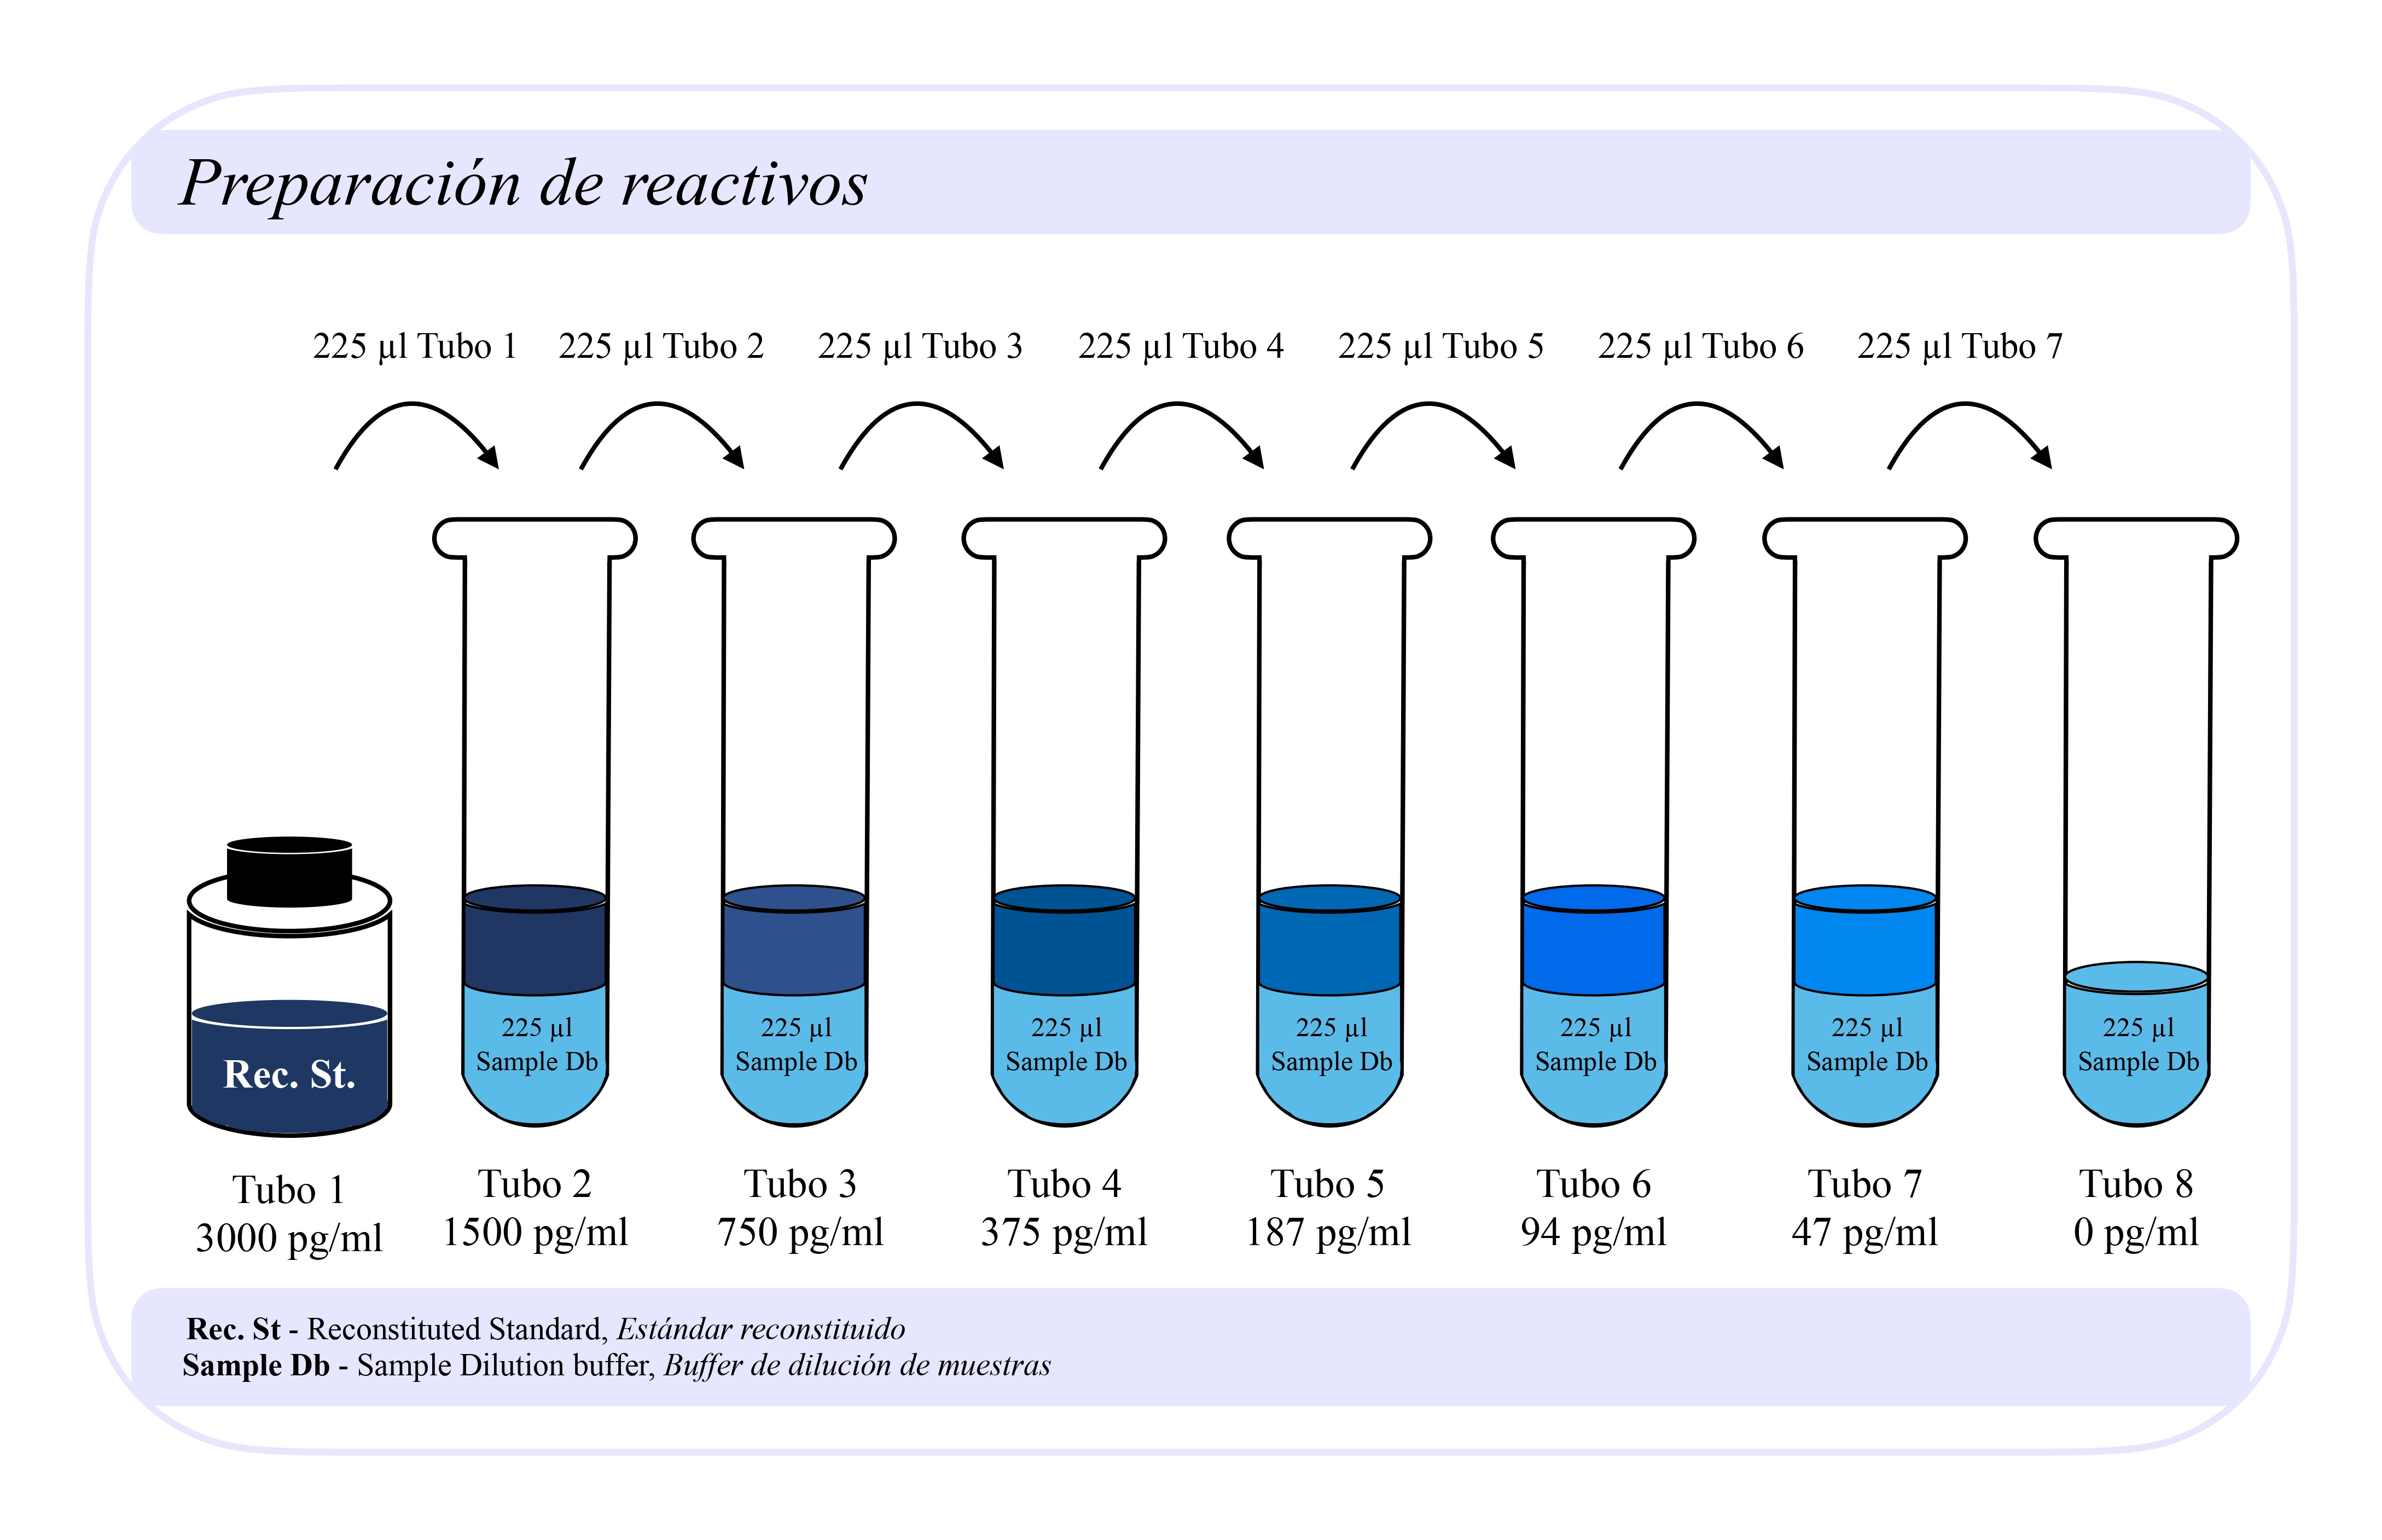 Preparación de reactivos
225 µl Tubo 1
225 µl Tubo 2
225 µl Tubo 3
225 µl Tubo 4
225 µl Tubo 5
225 µl Tubo 6
225 µl Tubo 7
Rec. St.
225 µl
Sample Db
225 µl
Sample Db
225 µl
Sample Db
225 µl
Sample Db
225 µl
Sample Db
225 µl
Sample Db
225 µl
Sample Db
Tubo 1
3000 pg/ml
Tubo 2
1500 pg/ml
Tubo 3
750 pg/ml
Tubo 4
375 pg/ml
Tubo 5
187 pg/ml
Tubo 6
94 pg/ml
Tubo 7
47 pg/ml
Tubo 8
0 pg/ml
Rec. St - Reconstituted Standard, Estándar reconstituido
Sample Db - Sample Dilution buffer, Buffer de dilución de muestras